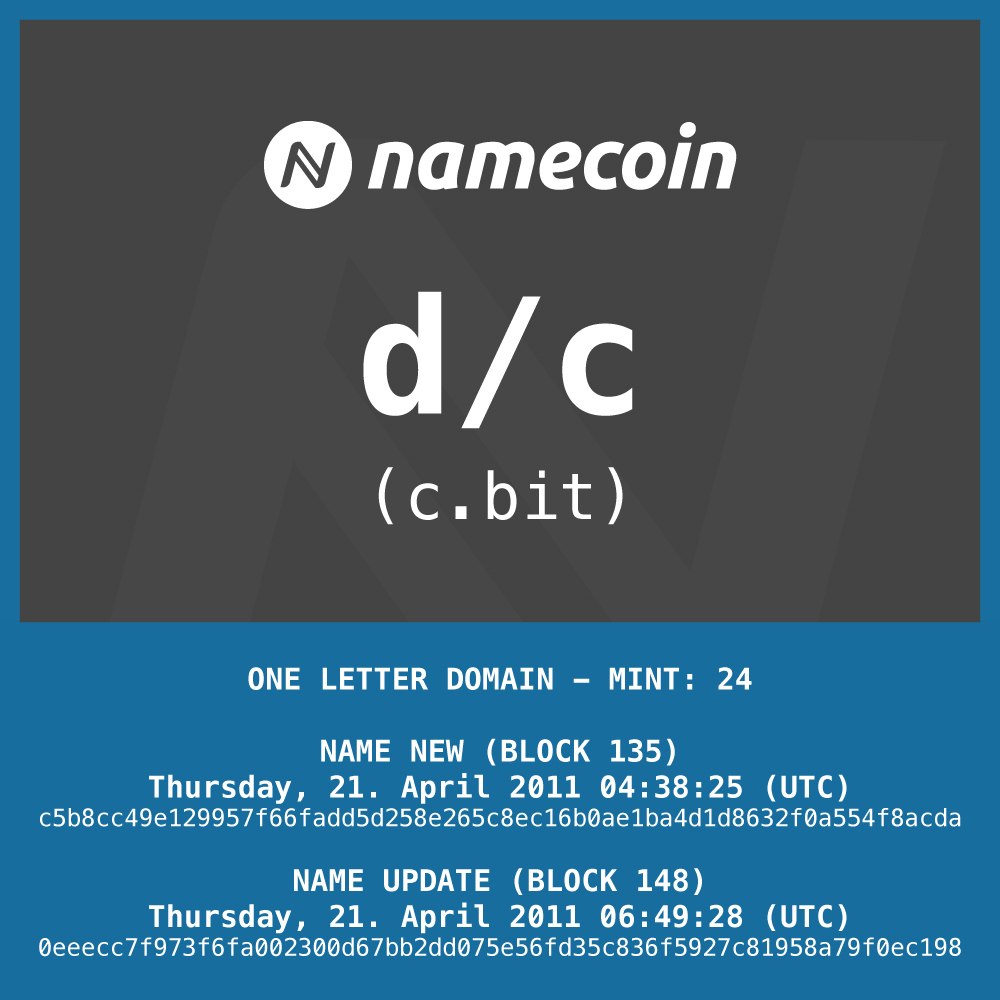 namecoin
d/c
(c.bit)
ONE LETTER DOMAIN – MINT: 24
NAME NEW (BLOCK 135)
Thursday, 21. April 2011 04:38:25 (UTC)
c5b8cc49e129957f66fadd5d258e265c8ec16b0ae1ba4d1d8632f0a554f8acda
NAME UPDATE (BLOCK 148)
Thursday, 21. April 2011 06:49:28 (UTC)
0eeecc7f973f6fa002300d67bb2dd075e56fd35c836f5927c81958a79f0ec198